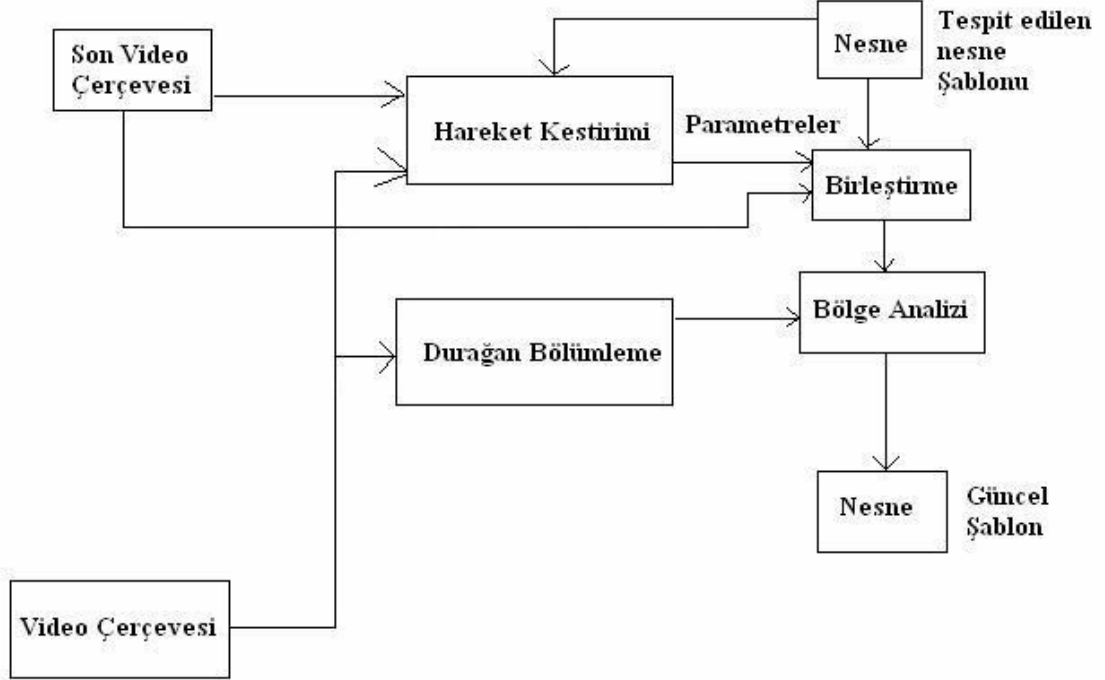 Son Video
Çerçevesi
Hareket Kestirimi
Parametreler
Nesne
Tespit edilen
nesne
Şablonu
Birleştirme
Durağan Bölümleme
Bölge Analizi
Nesne
Güncel
Şablon
Video Çerçevesi